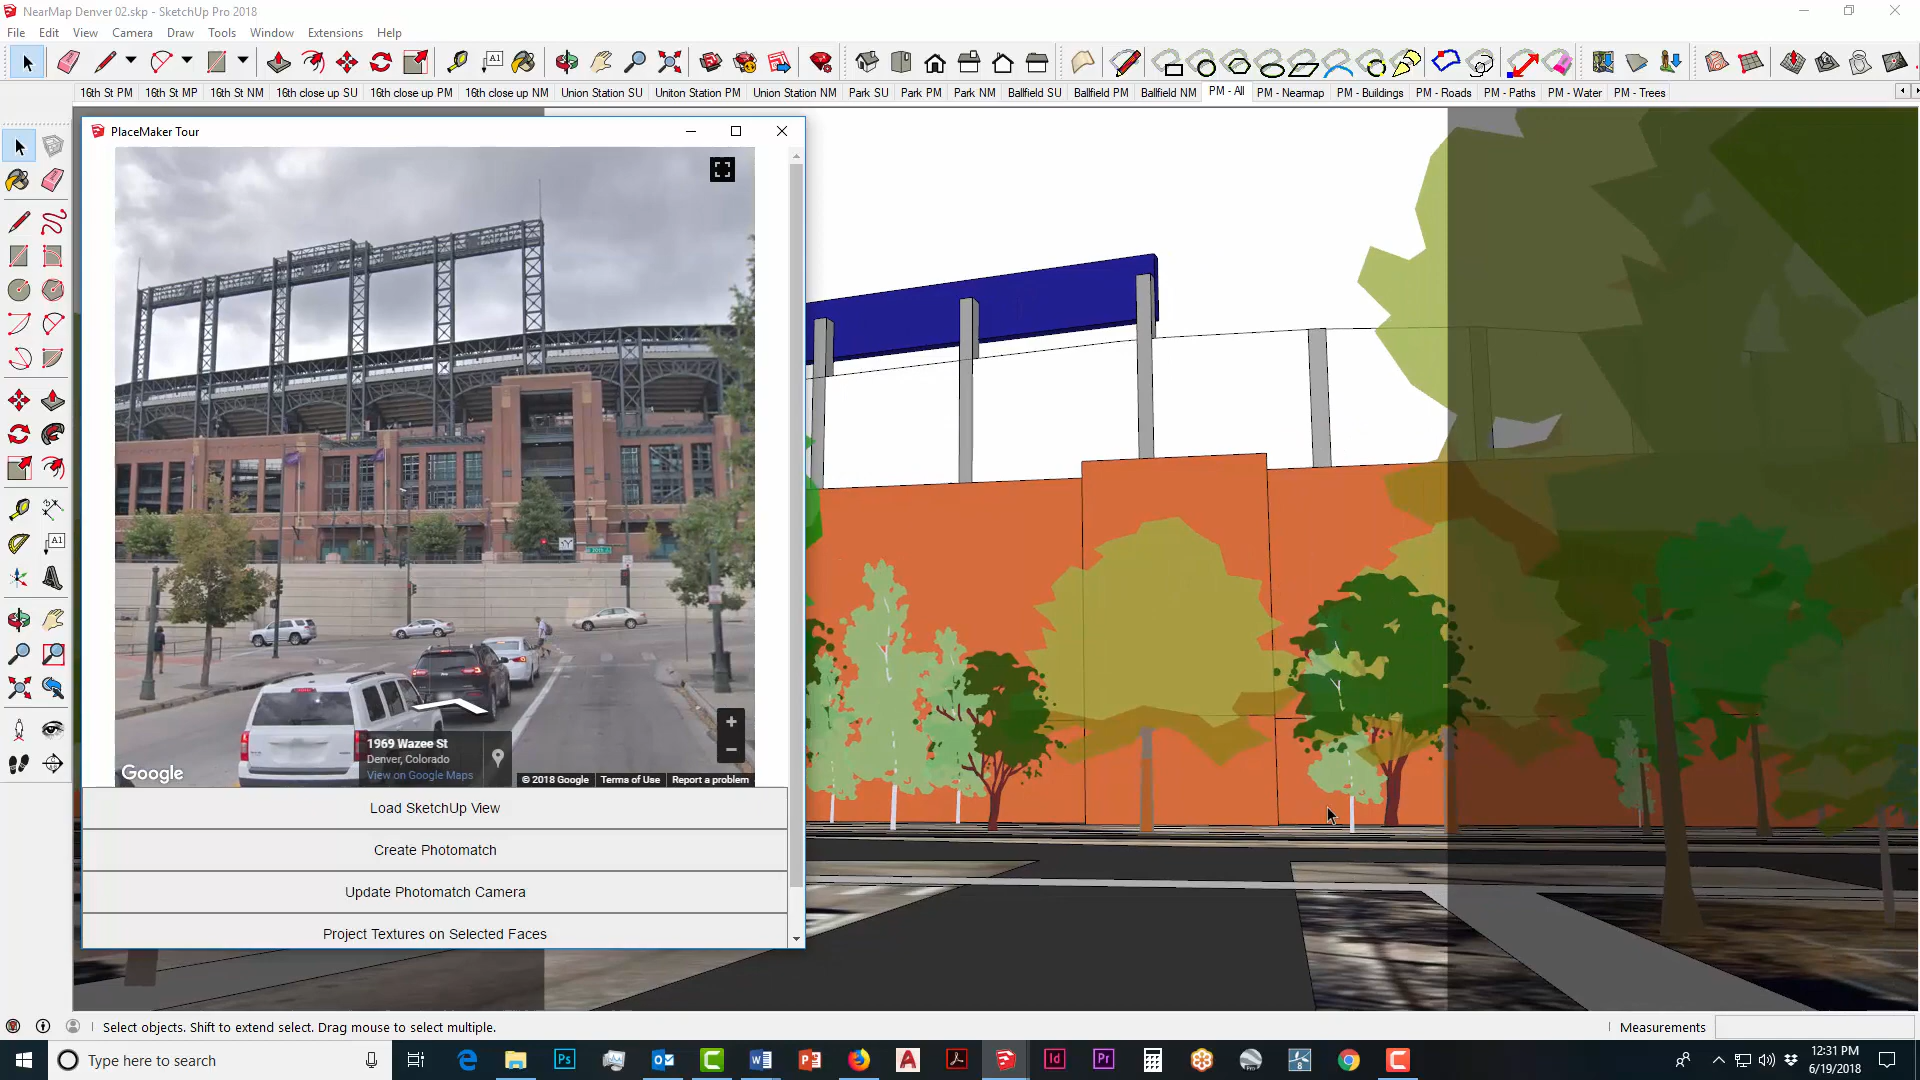 NearMap Denver 02.skp - SketchUp Pro 2018
File Edit View Camera Draw Tools Window Extensions Help
16th St PM 16th St MP 16th St NM 16th close up SU 16th close up PM 16th close up NM Union Station SU Uniton Station PM Union Station NM Park SU Park PM Park NM Ballfield SU Ballfield PM Ballfield NM PM - All PM - Nearmap PM - Buildings PM - Roads PM - Paths PM - Water PM - Trees
PlaceMaker Tour
1969 Wazee St
Denver, Colorado
View on Google Maps
Google
© 2018 Google Terms of Use Report a problem
Load SketchUp View
Create Photomatch
Update Photomatch Camera
Project Textures on Selected Faces
Select objects. Shift to extend select. Drag mouse to select multiple.
Measurements
Type here to search
12:31 PM
6/19/2018